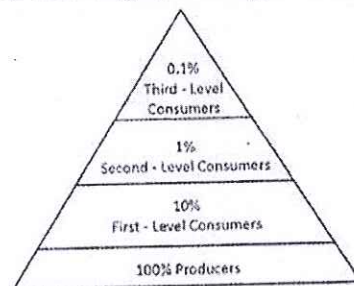 0.1%
Third - Level
Consumers
1%
Second - Level Consumers
10%
First - Level Consumers
100% Producers